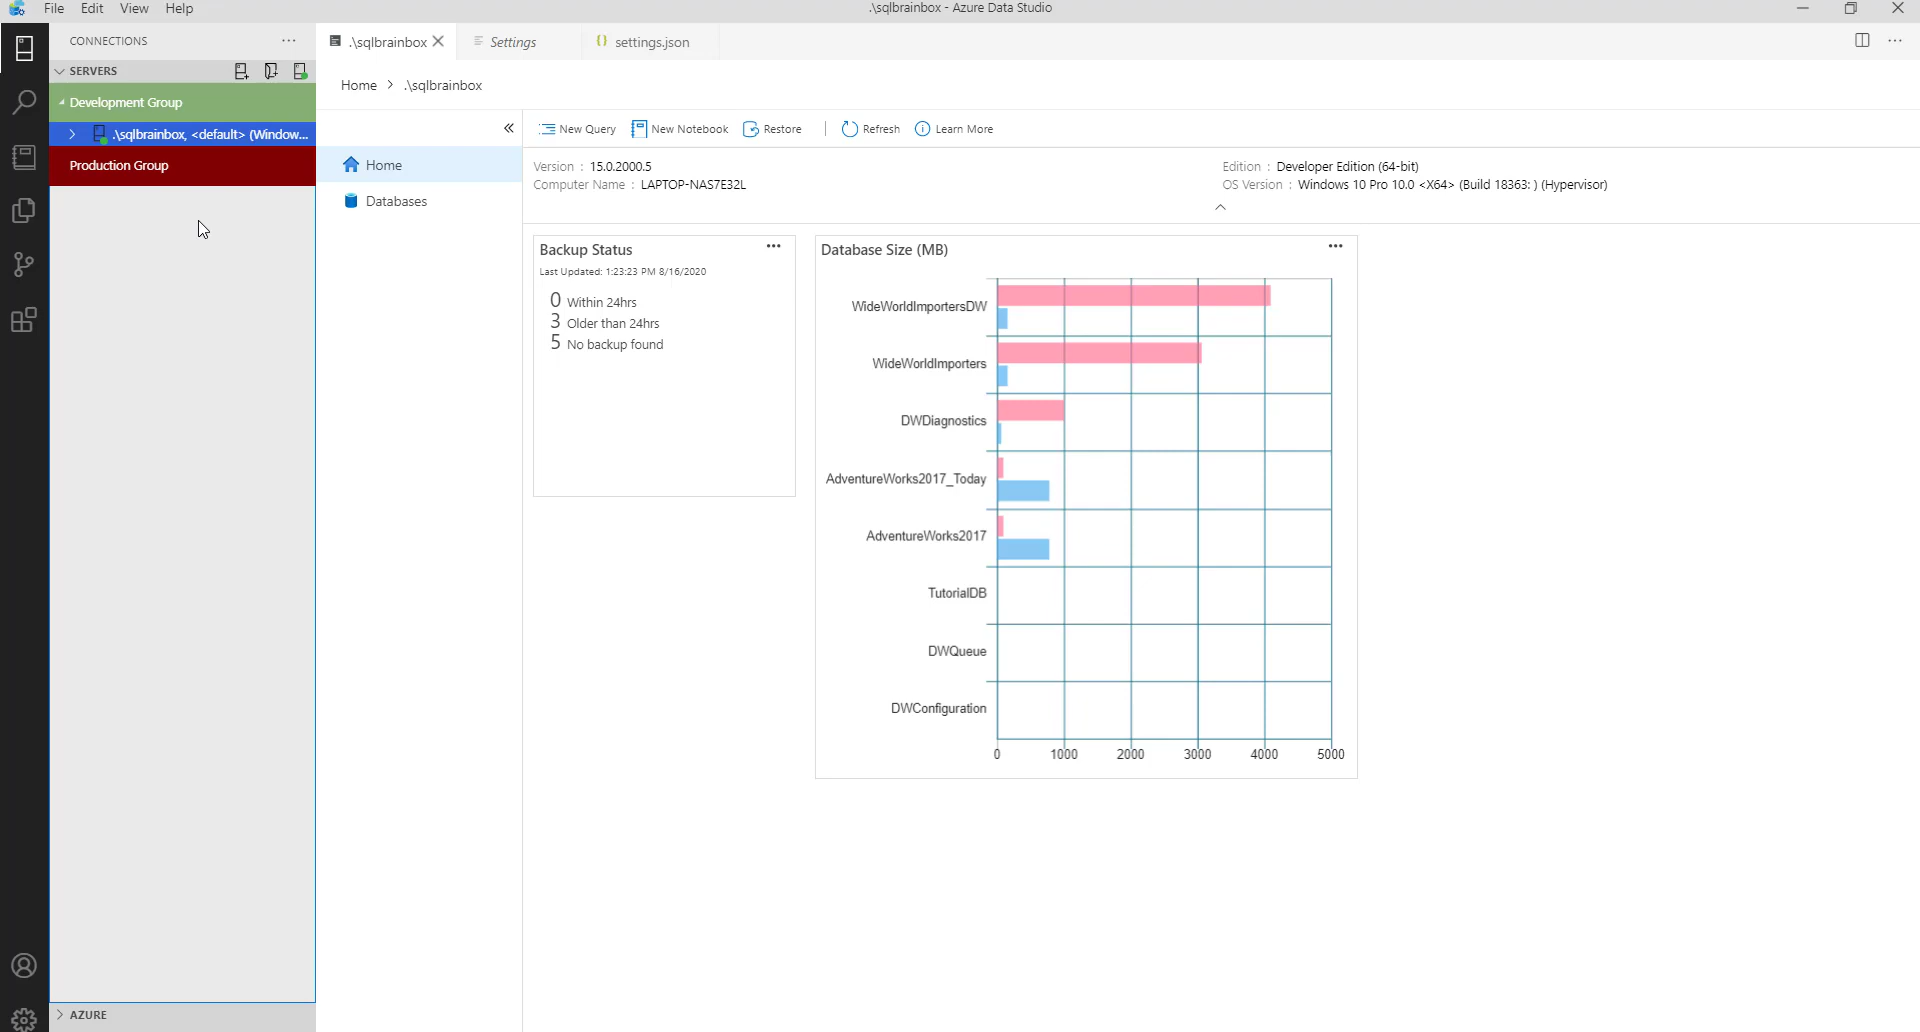 File Edit View Help
.\sqlbrainbox - Azure Data Studio
CONNECTIONS
SERVERS
Development Group
.\sqlbrainbox, <default> (Window...
Production Group
AZURE
.\sqlbrainbox
Settings
settings.json
Home > .\sqlbrainbox
New Query New Notebook Restore | Refresh Learn More
Home
Databases
Version : 15.0.2000.5
Computer Name : LAPTOP-NAS7E32L
Edition : Developer Edition (64-bit)
OS Version : Windows 10 Pro 10.0 <X64> (Build 18363: ) (Hypervisor)
Backup Status
Last Updated: 1:23:23 PM 8/16/2020
0 Within 24hrs
3 Older than 24hrs
5 No backup found
Database Size (MB)
WideWorldImportersDW
WideWorldImporters
DWDiagnostics
AdventureWorks2017_Today
AdventureWorks2017
TutorialDB
DWQueue
DWConfiguration
0 1000 2000 3000 4000 5000